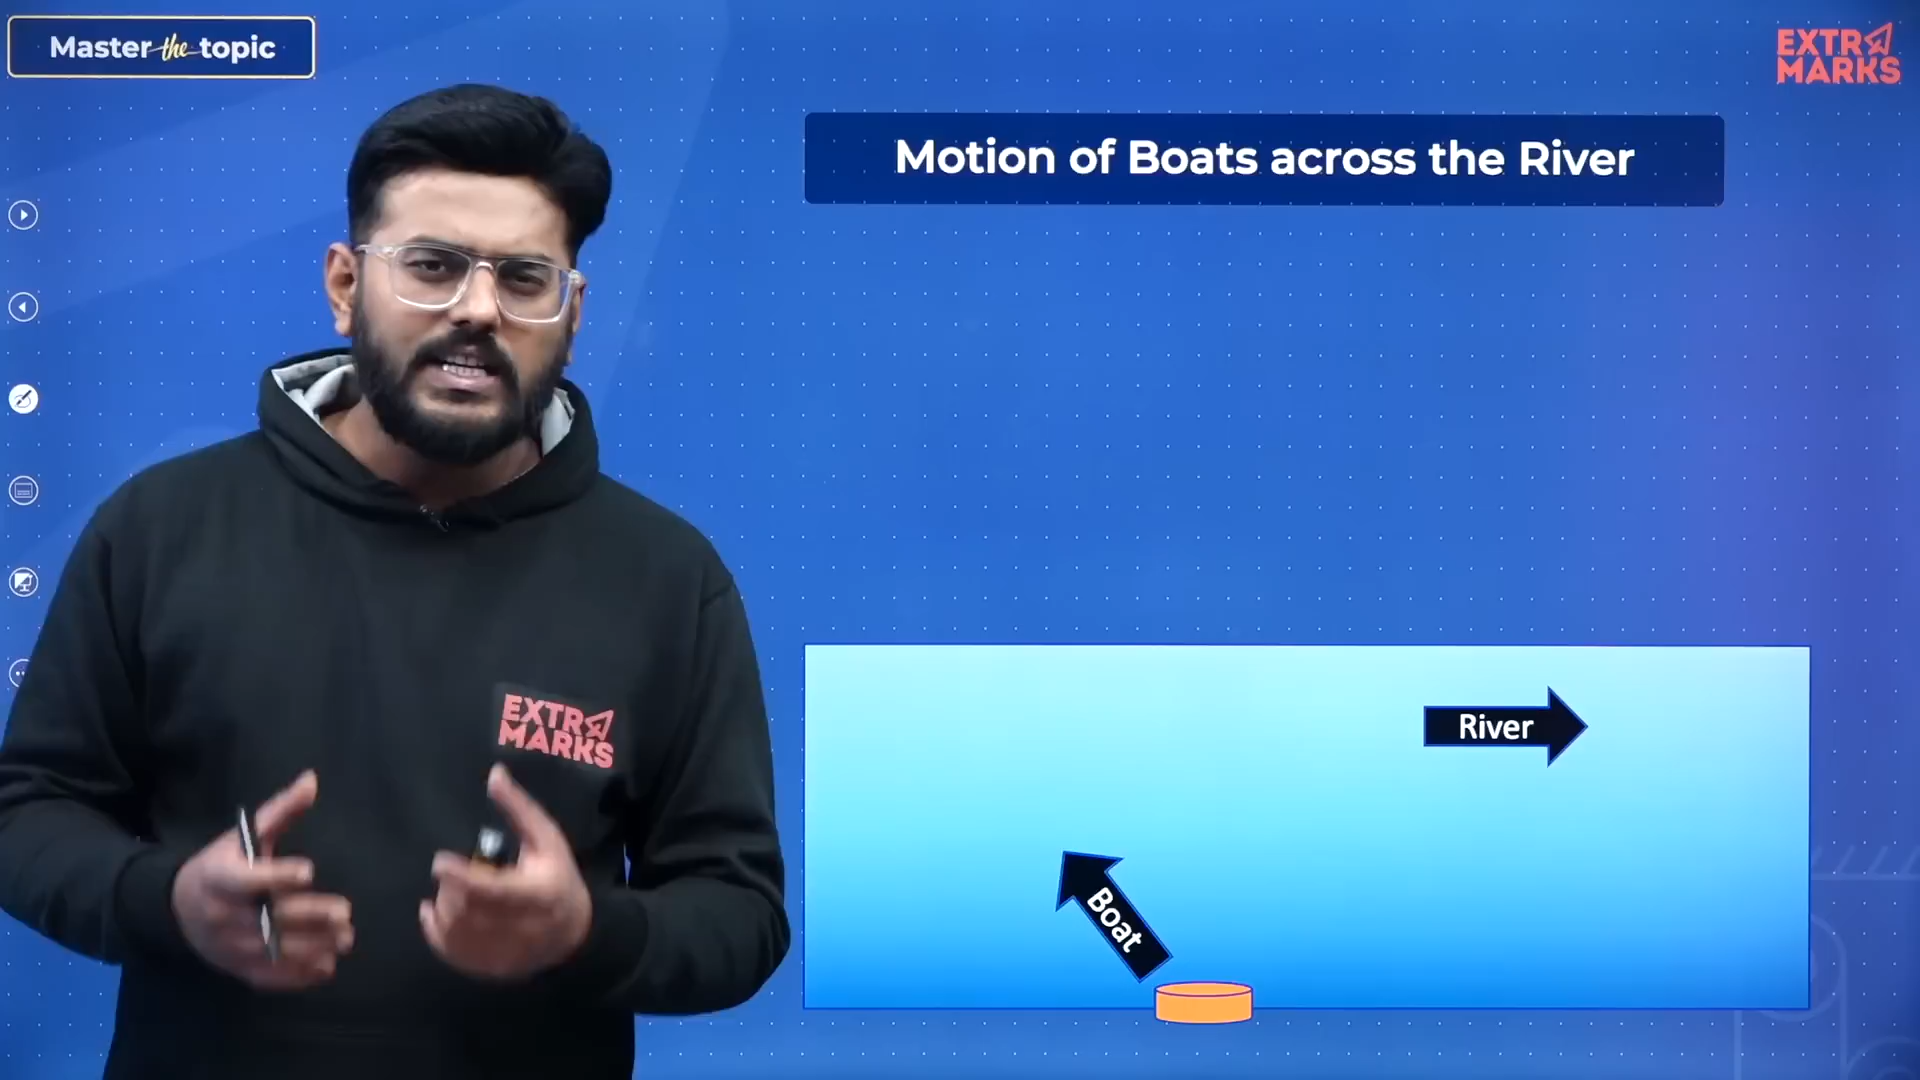 Master the topic
EXTRA
MARKS
Motion of Boats across the River
EXTRA
MARKS
River
Boat